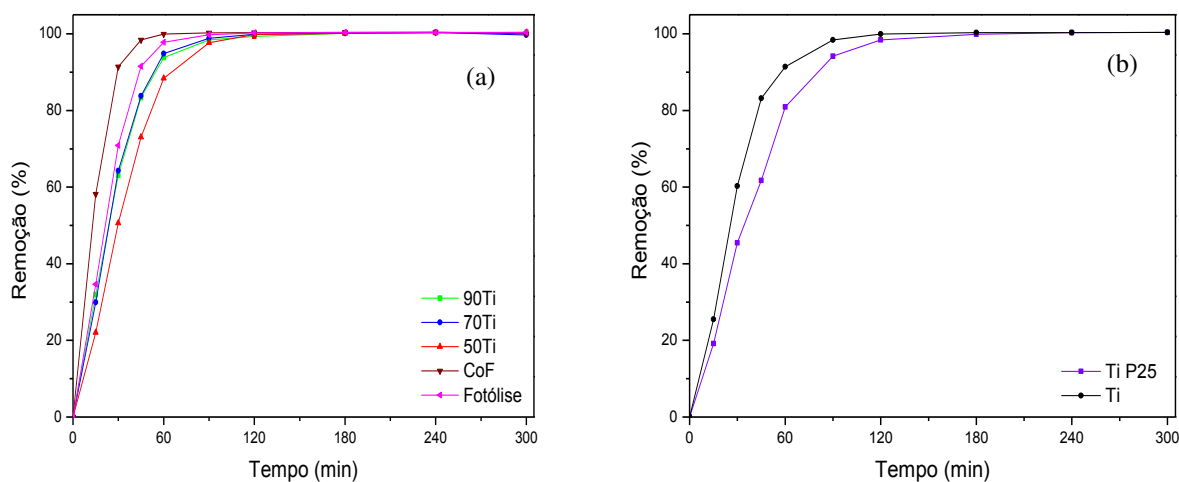 (a)
Remoção (%)
100
80
60
40
20
0
90Ti
70Ti
50Ti
CoF
Fotólise
0 60 120 180 240 300
Tempo (min)
(b)
Remoção (%)
100
80
60
40
20
0
Ti P25
Ti
0 60 120 180 240 300
Tempo (min)